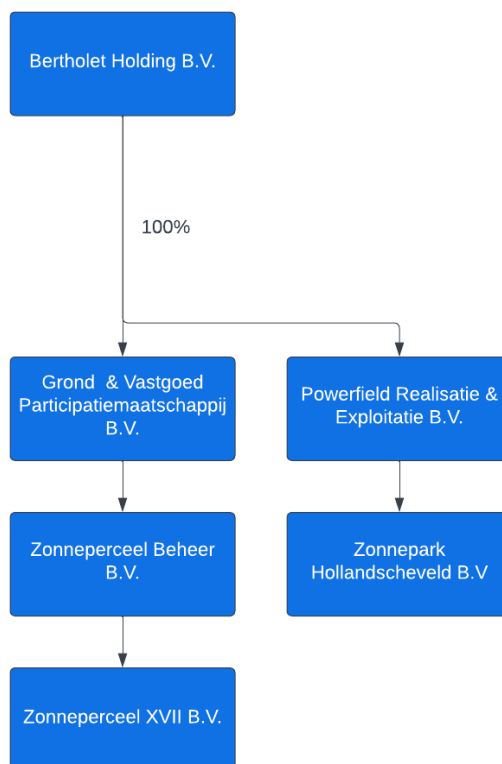 Bertholet Holding B.V.
100%
Grond & Vastgoed
Participatiemaatschappij
B.V.
Powerfield Realisatie &
Exploitatie B.V.
Zonneperceel Beheer
B.V.
Zonnepark
Hollandscheveld B.V
Zonneperceel XVII B.V.